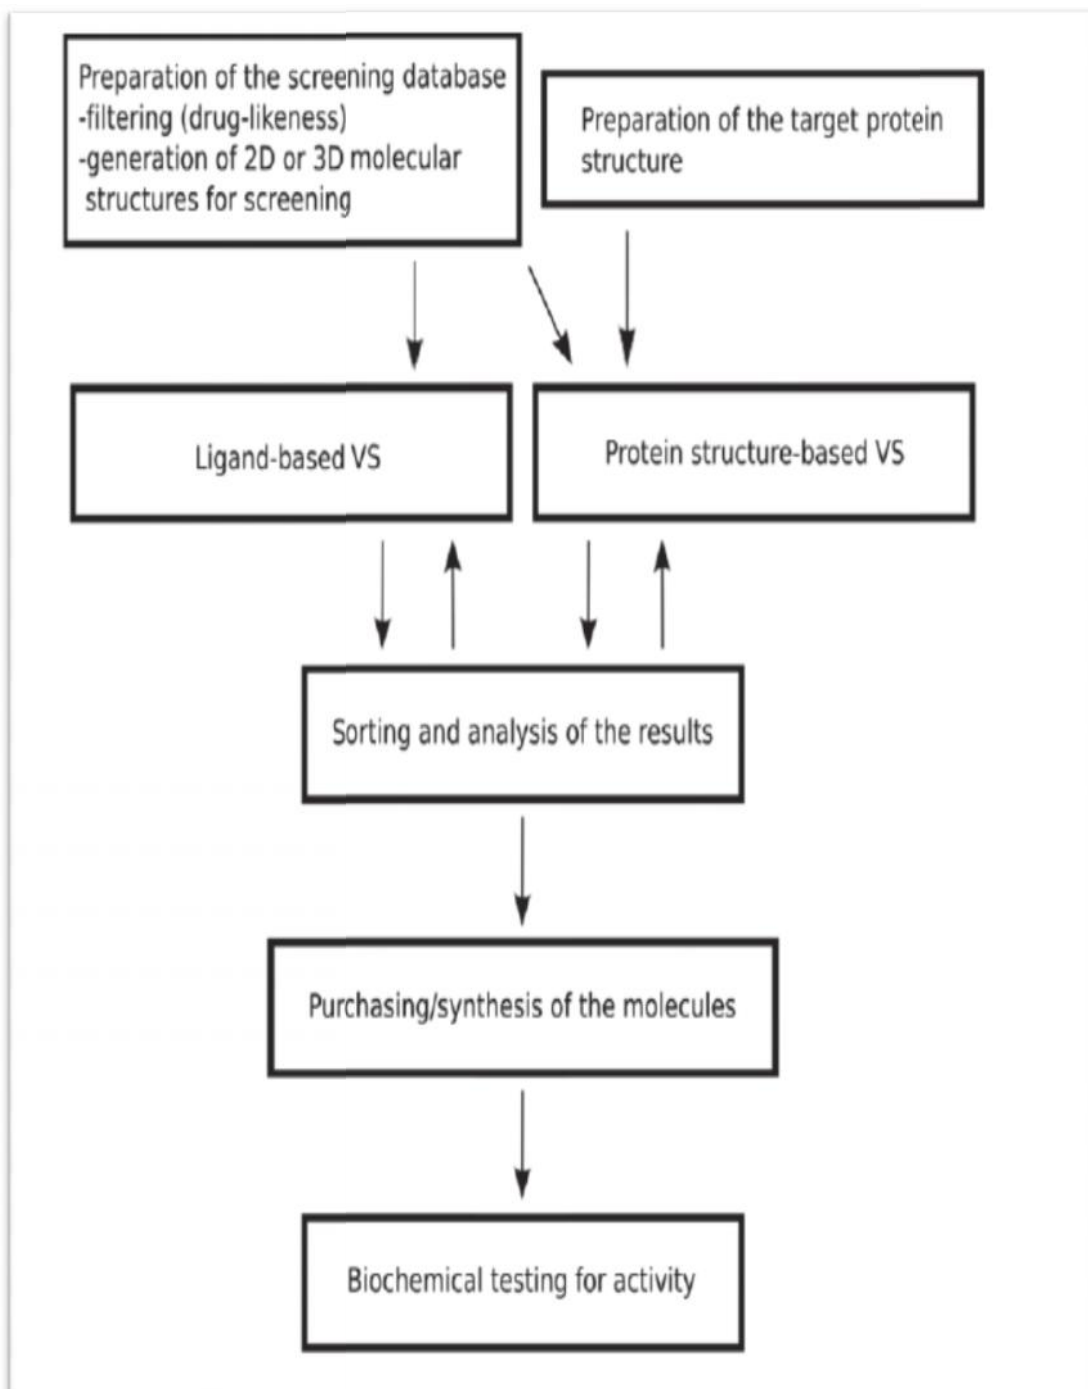 Preparation of the screening database
-filtering (drug-likeness)
-generation of 2D or 3D molecular
structures for screening
Preparation of the target protein
structure
Ligand-based VS
Protein structure-based VS
Sorting and analysis of the results
Purchasing/synthesis of the molecules
Biochemical testing for activity